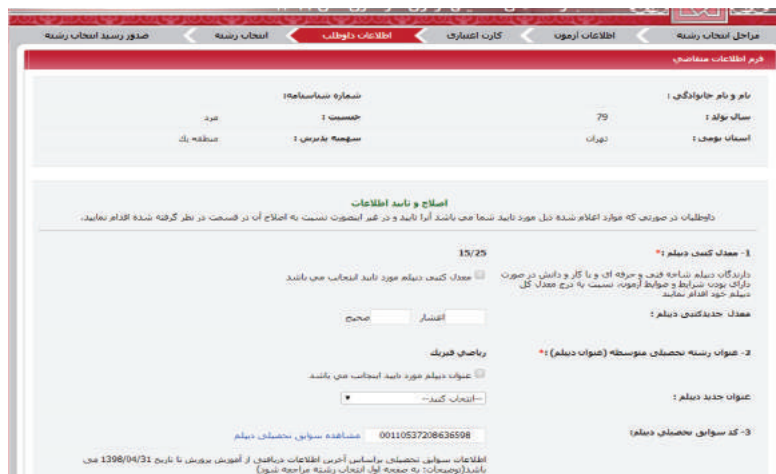 مراحل انتخاب رشته اطلاعات آزمون کارت اعتباری اطلاعات داوطلب انتخاب رشته صدور رسید انتخاب رشته
فرم اطلاعات متقاضی
نام و نام خانوادگی : شماره شناسنامه:
سال تولد : 79 جنسیت : مرد
استان بومی : تهران سهمیه پذیرش : منطقه یک
اصلاح و تایید اطلاعات
داوطلبان در صورتی که موارد اعلام شده ذیل مورد تایید شما می باشد آنرا تایید و در غیر اینصورت نسبت به اصلاح آن در قسمت در نظر گرفته شده اقدام نمایید.
1- معدل کتبی دیپلم :* 15/25
دارندگان دیپلم شاخه فنی و حرفه ای و یا کار و دانش در صورت معدل کتبی دیپلم مورد تایید اینجانب می باشد
دارای بودن شرایط و ضوابط آزمون، نسبت به درج معدل کل
دیپلم خود اقدام نمایند
معدل جدیدکتبی دیپلم : اعشار صحیح
2- عنوان رشته تحصیلی متوسطه (عنوان دیپلم) :* ریاضی فیزیک
عنوان دیپلم مورد تایید اینجانب می باشد
عنوان جدید دیپلم : --انتخاب کنید--
3- کد سوابق تحصیلی دیپلم: 00110537208636598 مشاهده سوابق تحصیلی دیپلم
اطلاعات سوابق تحصیلی براساس آخرین اطلاعات دریافتی از آموزش پرورش تا تاریخ 1398/04/31 می
باشد(توضیحات: به صفحه اول انتخاب رشته مراجعه شود)